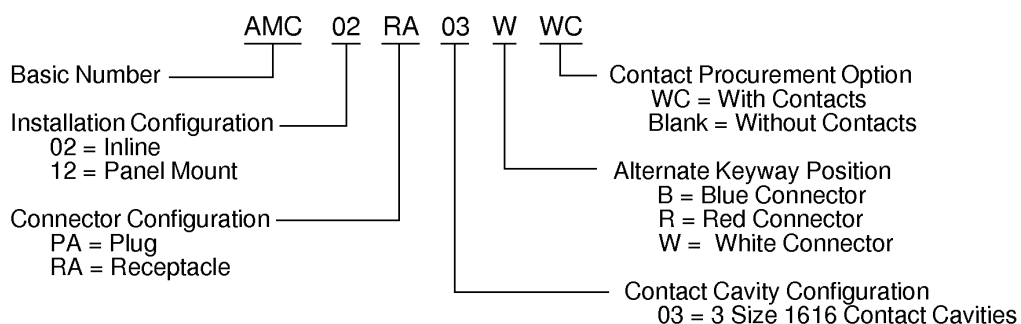 AMC 02 RA 03 W WC
Basic Number
Installation Configuration
02 = Inline
12 = Panel Mount
Connector Configuration
PA = Plug
RA = Receptacle
Contact Procurement Option
WC = With Contacts
Blank = Without Contacts
Alternate Keyway Position
B = Blue Connector
R = Red Connector
W = White Connector
Contact Cavity Configuration
03 = 3 Size 1616 Contact Cavities